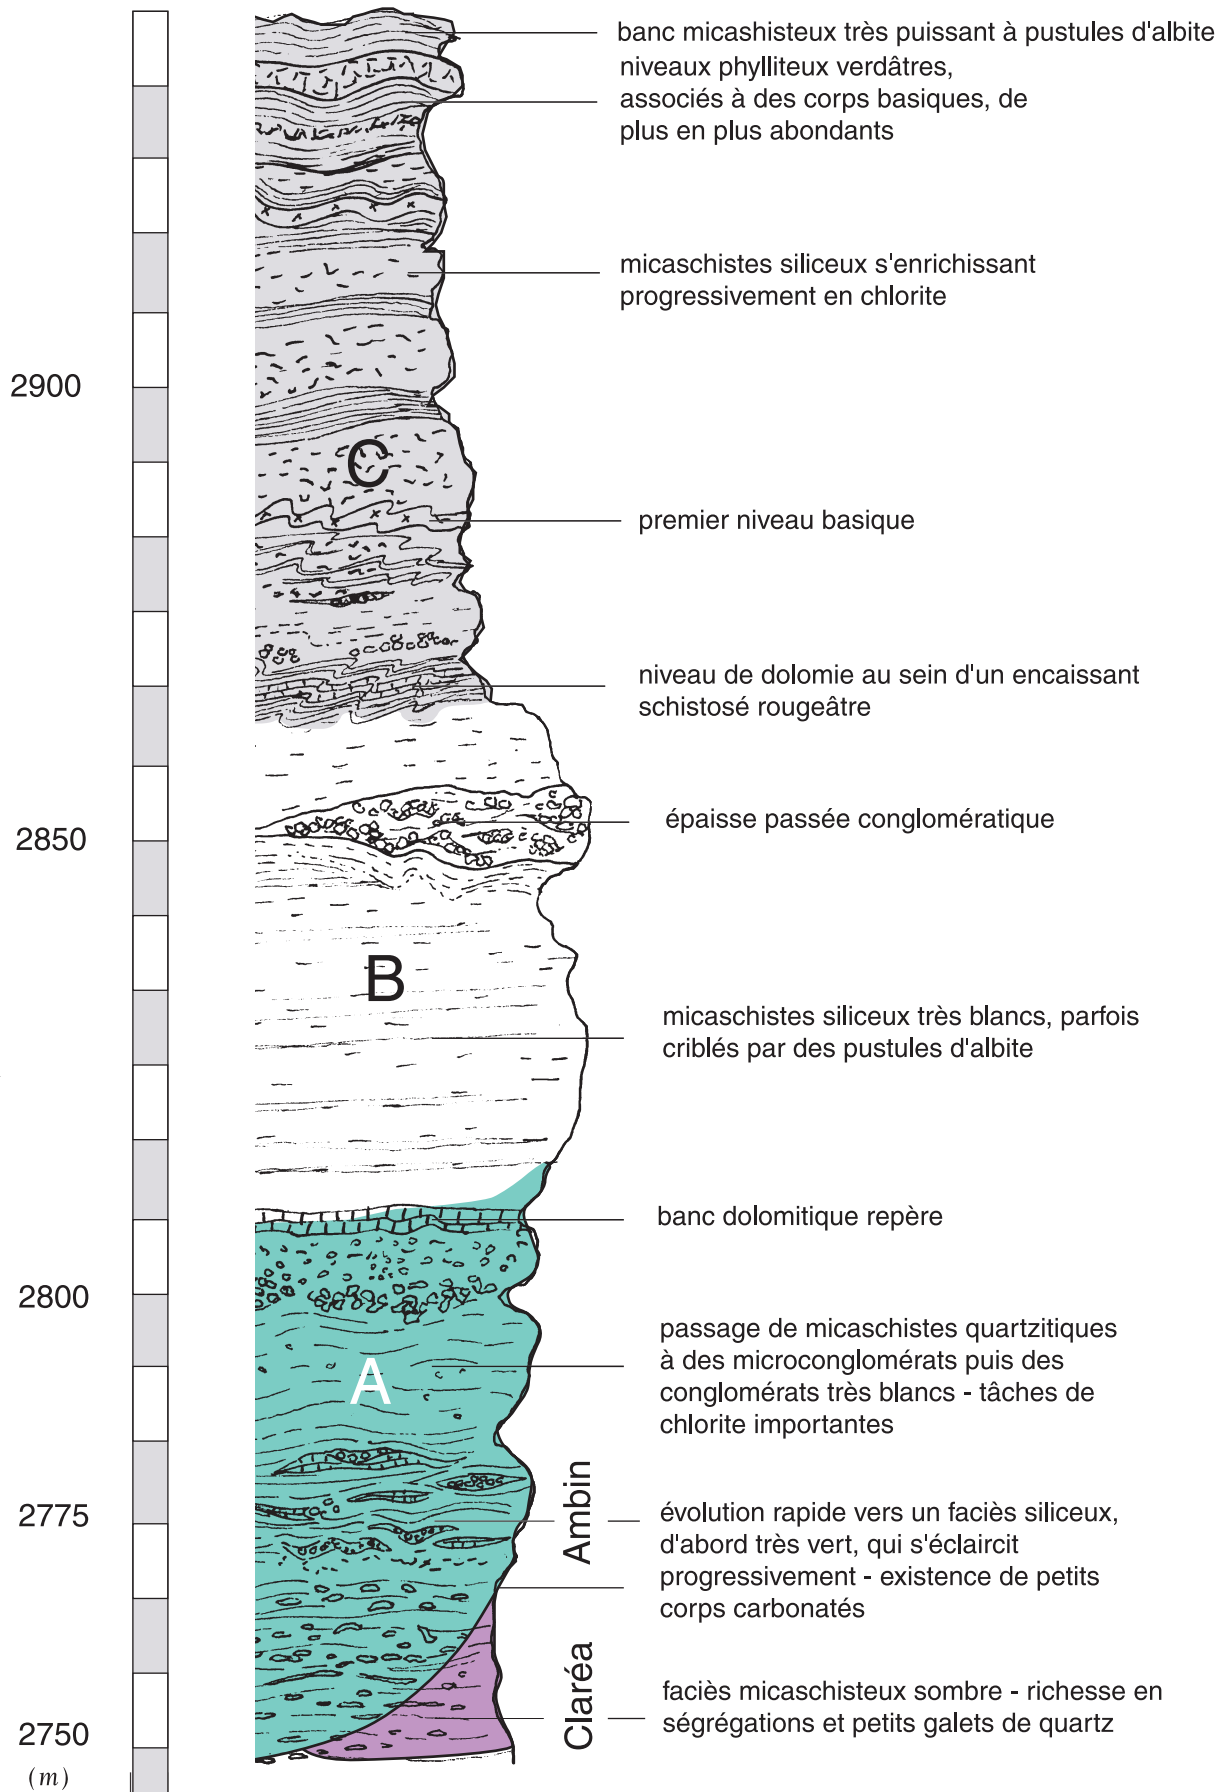 banc micashisteux très puissant à pustules d'albite
niveaux phylliteux verdâtres,
associés à des corps basiques, de
plus en plus abondants
micaschistes siliceux s'enrichissant
progressivement en chlorite
2900
C
premier niveau basique
niveau de dolomie au sein d'un encaissant
schistosé rougeâtre
épaisse passée conglomératique
2850
B
micaschistes siliceux très blancs, parfois
criblés par des pustules d'albite
banc dolomitique repère
2800
passage de micaschistes quartzitiques
à des microconglomérats puis des
conglomérats très blancs - tâches de
chlorite importantes
A
Ambin
2775
évolution rapide vers un faciès siliceux,
d'abord très vert, qui s'éclaircit
progressivement - existence de petits
corps carbonatés
Claréa
faciès micaschisteux sombre - richesse en
ségrégations et petits galets de quartz
2750
(m)